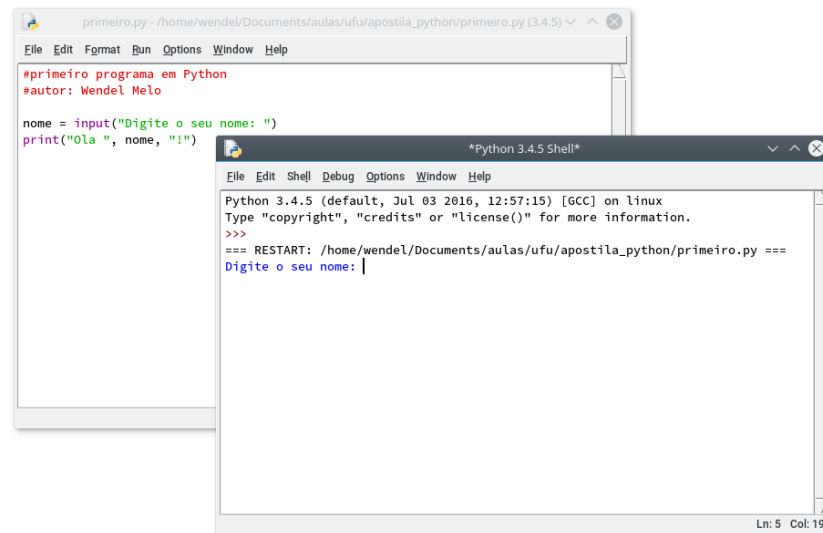 primeiro.py - /home/wendel/Documents/aulas/ufu/apostila_python/primeiro.py (3.4.5)
File Edit Format Run Options Window Help
#primeiro programa em Python
#autor: Wendel Melo
nome = input("Digite o seu nome: ")
print("Ola ", nome, "!")
*Python 3.4.5 Shell*
File Edit Shell Debug Options Window Help
Python 3.4.5 (default, Jul 03 2016, 12:57:15) [GCC] on linux
Type "copyright", "credits" or "license()" for more information.
>>>
=== RESTART: /home/wendel/Documents/aulas/ufu/apostila_python/primeiro.py ===
Digite o seu nome:
Ln: 5 Col: 19